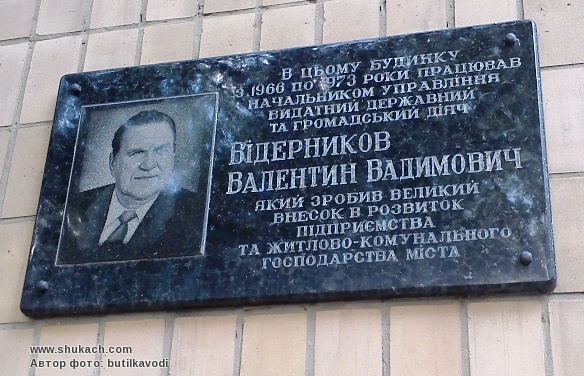 В ЦЬОМУ БУДИНКУ
З 1966 ПО 1973 РОКИ ПРАЦЮВАВ
НАЧАЛЬНИКОМ УПРАВЛІННЯ
ВИДАТНИЙ ДЕРЖАВНИЙ
ТА ГРОМАДСЬКИЙ ДІЯЧ
ВІДЕРНИКОВ
ВАЛЕНТИН ВАДИМОВИЧ
ЯКИЙ ЗРОБИВ ВЕЛИКИЙ
ВНЕСОК В РОЗВИТОК
ПІДПРИЄМСТВА
ТА ЖИТЛОВО-КОМУНАЛЬНОГО
ГОСПОДАРСТВА МІСТА
www.shukach.com
Автор фото: butilkavodi